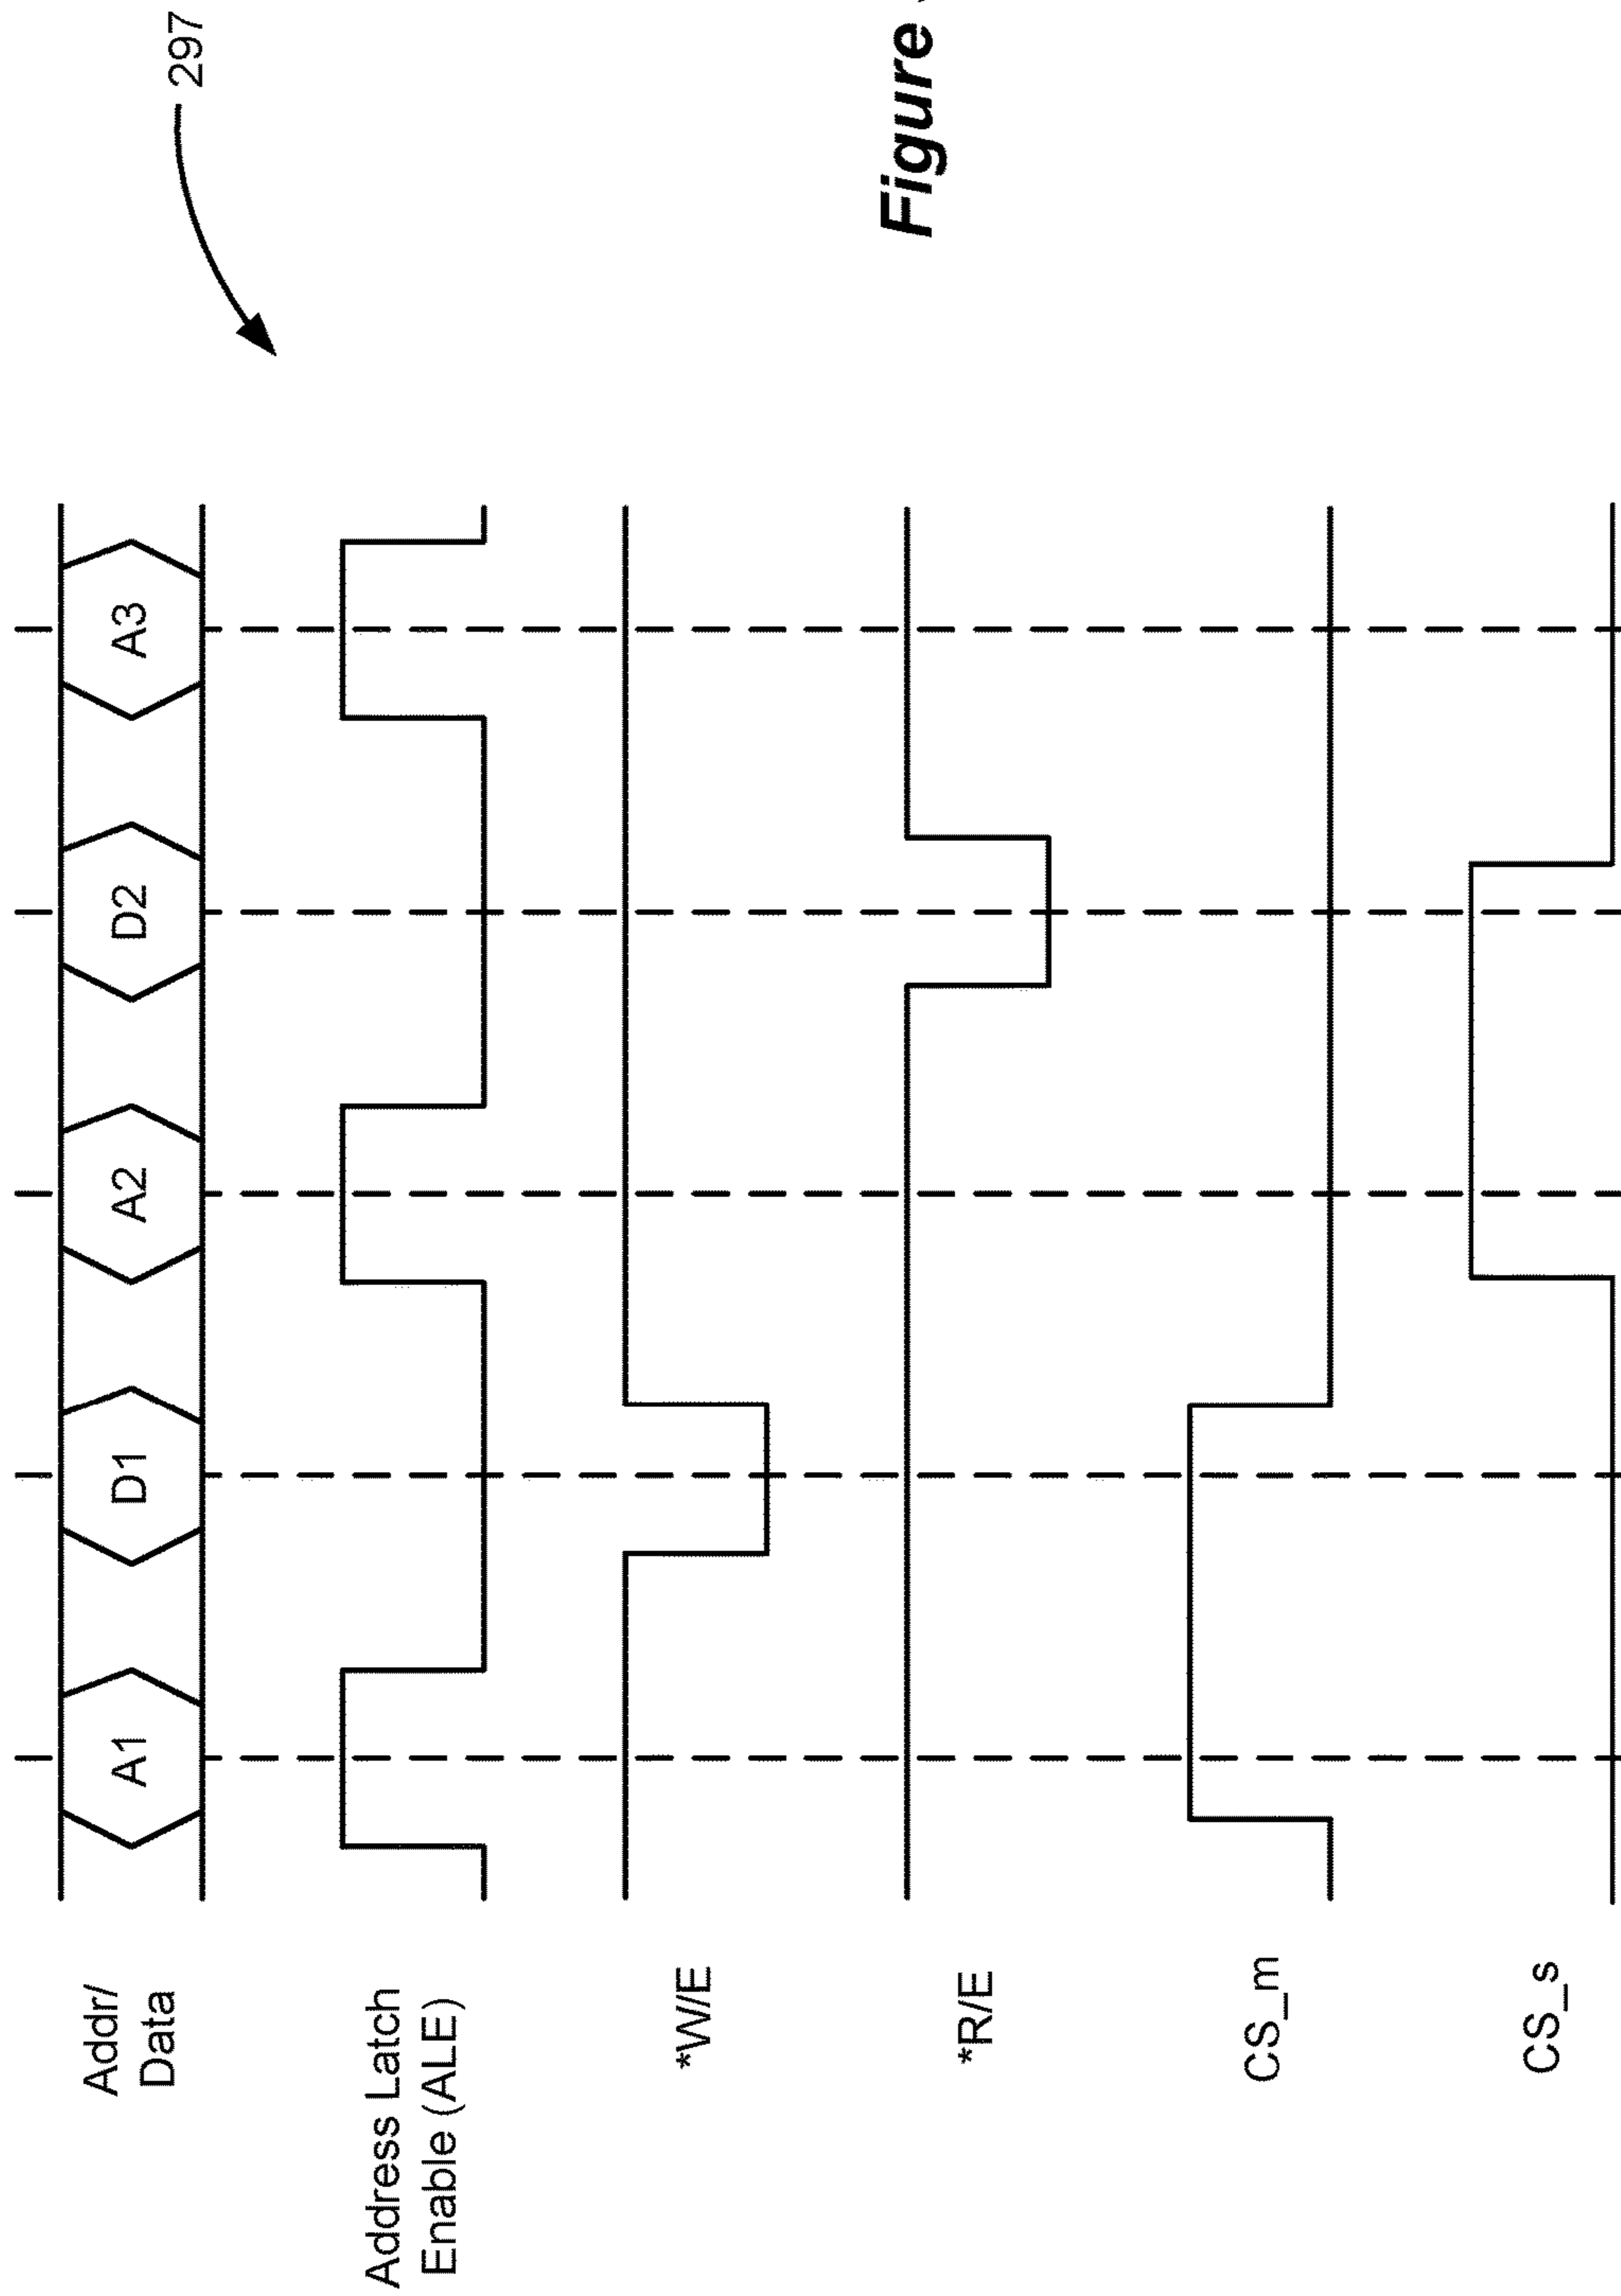 297
A1
D1
A2
D2
A3
Addr/
Data
Address Latch
Enable (ALE)
*W/E
*R/E
CS_m
CS_s
Figure